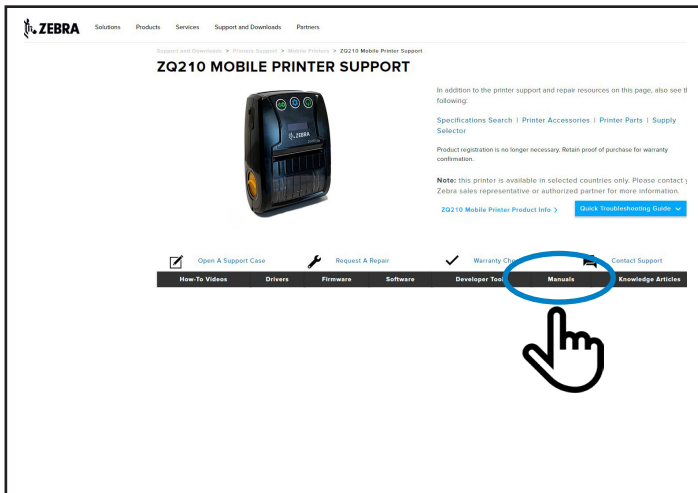 ZEBRA
Solutions Products Services Support and Downloads Partners
Support and Downloads > Printers Support > Mobile Printers > ZQ210 Mobile Printer Support
ZQ210 MOBILE PRINTER SUPPORT
ZEBRA
In addition to the printer support and repair resources on this page, also see
following:
Specifications Search | Printer Accessories | Printer Parts | Supply
Selector
Product registration is no longer necessary. Retain proof of purchase for warranty
confirmation.
Note: this printer is available in selected countries only. Please contact
Zebra sales representative or authorized partner for more information.
ZQ210 Mobile Printer Product Info >
Quick Troubleshooting Guide
Open A Support Case Request A Repair Warranty Contact Support
How-To Videos Drivers Firmware Software Developer Manuals Knowledge Articles